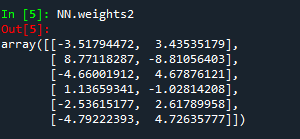 In [5]: NN.weights2
Out[5]:
array([[-3.51794472,  3.43535179],
       [ 8.77118287, -8.81056403],
       [-4.66001912,  4.67876121],
       [ 1.13659341, -1.02814208],
       [-2.53615177,  2.61789958],
       [-4.79222393,  4.72635777]])